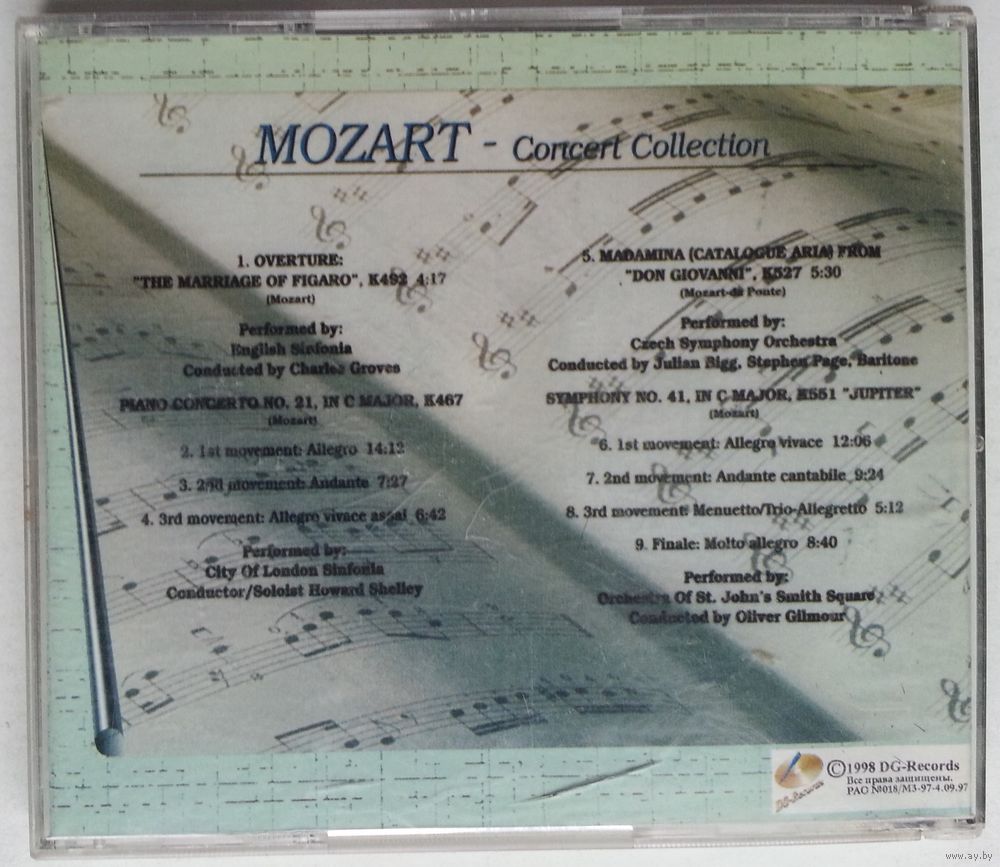 MOZART - Concert Collection
1. OVERTURE:
"THE MARRIAGE OF FIGARO", K492 4:17
(Mozart)
Performed by:
English Sinfonia
Conducted by Charles Groves
PIANO CONCERTO NO. 21, IN C MAJOR, K467
(Mozart)
2. 1st movement: Allegro 14:12
3. 2nd movement: Andante 7:27
4. 3rd movement: Allegro vivace assai 6:42
Performed by:
City Of London Sinfonia
Conductor/Soloist Howard Shelley
5. MADAMINA (CATALOGUE ARIA) FROM
"DON GIOVANNI", K527 5:30
(Mozart-da Ponte)
Performed by:
Czech Symphony Orchestra
Conducted by Julian Bigg, Stephen Page, Baritone
SYMPHONY NO. 41, IN C MAJOR, K551 "JUPITER"
(Mozart)
6. 1st movement: Allegro vivace 12:06
7. 2nd movement: Andante cantabile 9:24
8. 3rd movement: Menuetto/Trio-Allegretto 5:12
9. Finale: Molto allegro 8:40
Performed by:
Orchestra Of St. John's Smith Square
Conducted by Oliver Gilmour
DG-Records
©1998 DG-Records
Все права защищены.
РАО №018/МЗ-97-4.09.97
www.ay.by